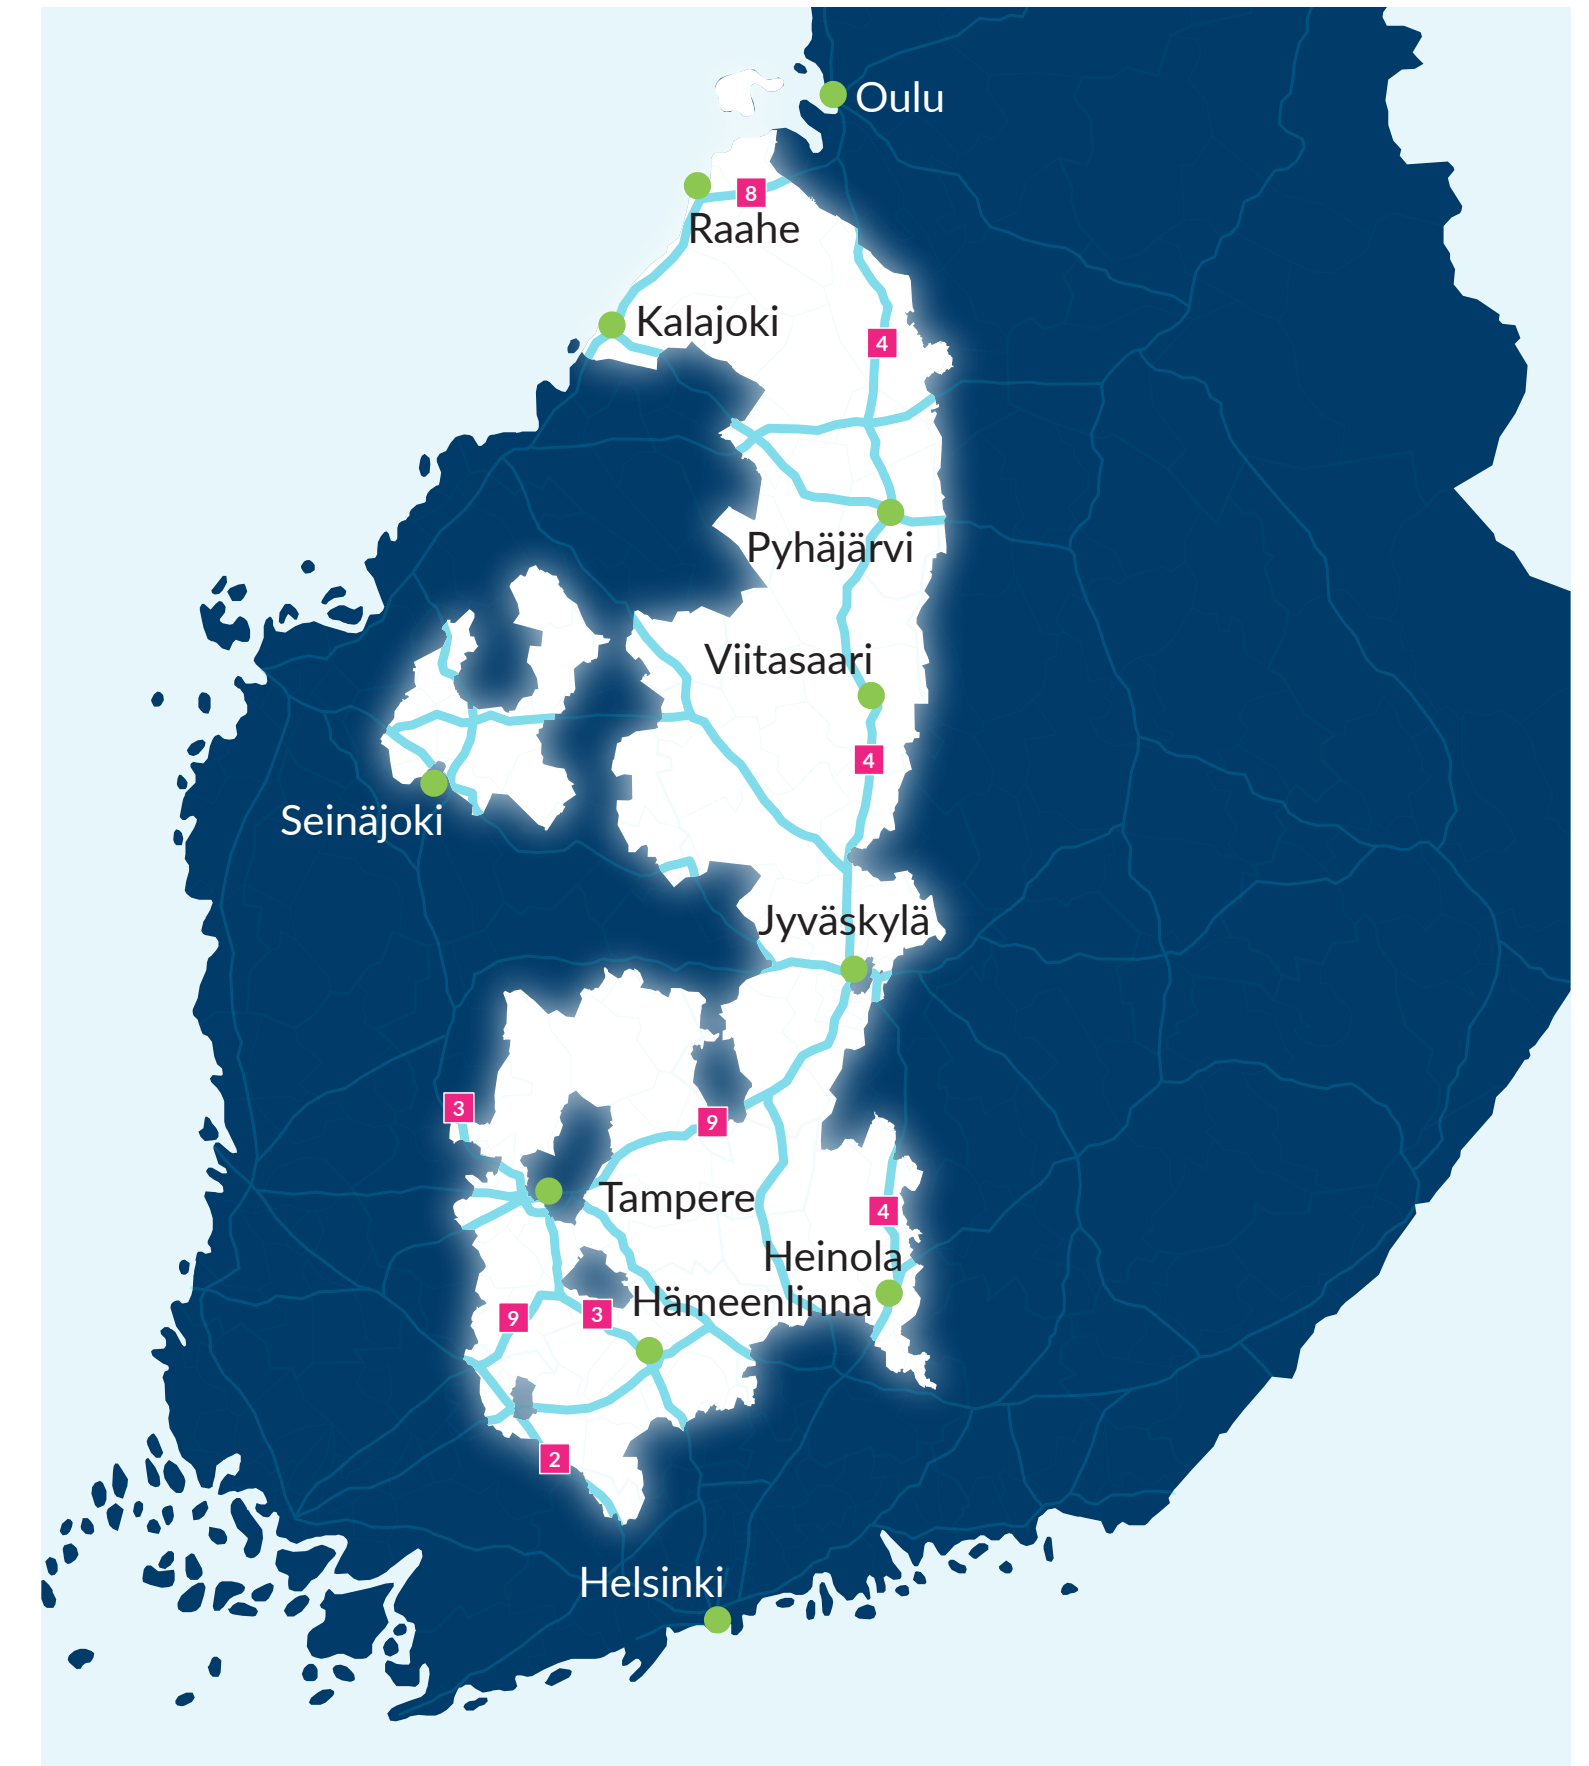 Oulu
8
Raahe
Kalajoki
4
Pyhäjärvi
Viitasaari
4
Seinäjoki
Jyväskylä
3
9
Tampere
4
Heinola
Hämeenlinna
9
3
2
Helsinki